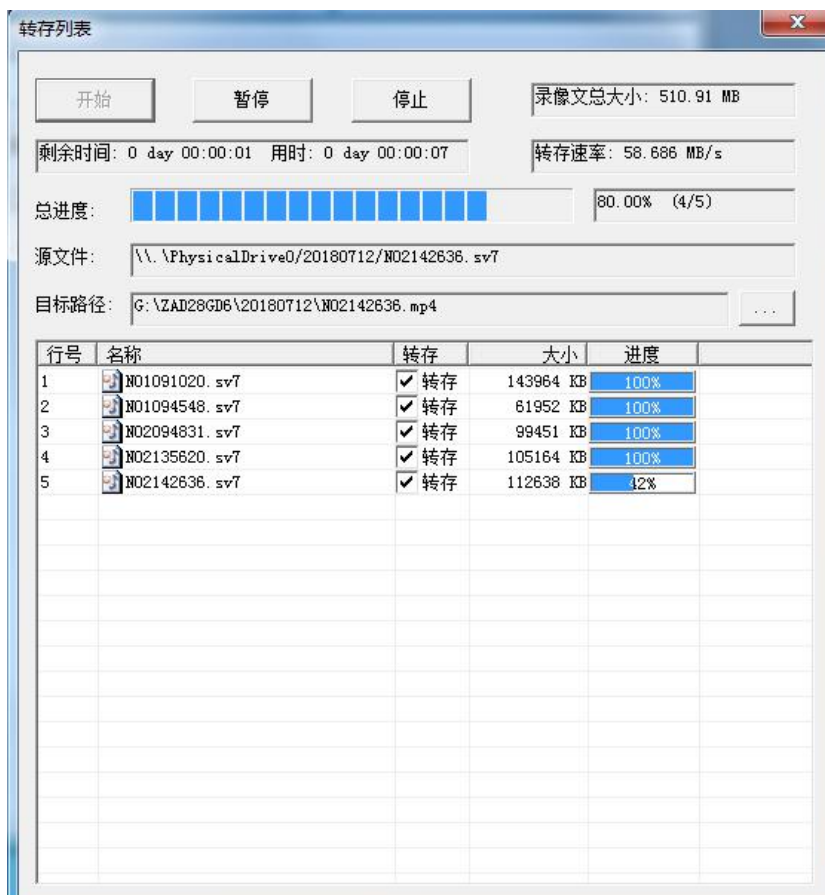 转存列表
开始 暂停 停止 录像文总大小: 510.91 MB
剩余时间: 0 day 00:00:01 用时: 0 day 00:00:07 转存速率: 58.686 MB/s
总进度: 80.00% (4/5)
源文件: \\.\PhysicalDrive0/20180712/N02142636.sv7
目标路径: G:\ZAD28GD6\20180712\N02142636.mp4 ...
行号 名称 转存 大小 进度
1 N01091020.sv7 转存 143964 KB 100%
2 N01094548.sv7 转存 61952 KB 100%
3 N02094831.sv7 转存 99451 KB 100%
4 N02135620.sv7 转存 105164 KB 100%
5 N02142636.sv7 转存 112638 KB 42%